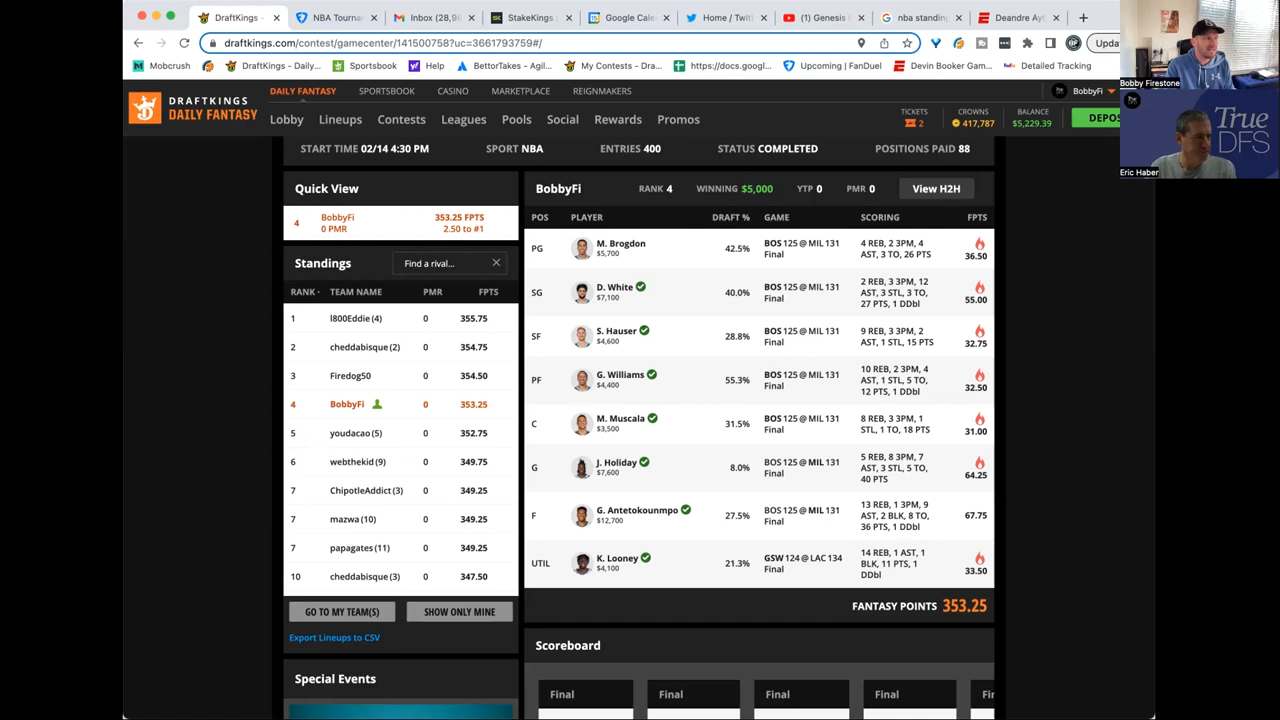 DraftKings -
NBA Tourna
Inbox (28,98
StakeKings
Google Cale
Home / Twit
(1) Genesis
nba standing
Deandre Ayt
draftkings.com/contest/gamecenter/141500758?uc=3661793759#/
Upda
Mobcrush
DraftKings - Daily...
Sportsbook
Help
BettorTakes - Agil...
My Contests - Dra...
https://docs.googl...
Upcoming | FanDuel
Devin Booker Gam...
Detailed Tracking
Bobby Firestone
DRAFTKINGS
DAILY FANTASY
DAILY FANTASY SPORTSBOOK CASINO MARKETPLACE REIGNMAKERS
BobbyFi
Lobby Lineups Contests Leagues Pools Social Rewards Promos
TICKETS
2
CROWNS
417,787
BALANCE
$5,229.39
DEPOS
True
DFS
Eric Haber
START TIME 02/14 4:30 PM SPORT NBA ENTRIES 400 STATUS COMPLETED POSITIONS PAID 88
Quick View
4 BobbyFi 353.25 FPTS
0 PMR 2.50 to #1
Standings
Find a rival...
RANK TEAM NAME PMR FPTS
1 l800Eddie (4) 0 355.75
2 cheddabisque (2) 0 354.75
3 Firedog50 0 354.50
4 BobbyFi 0 353.25
5 youdacao (5) 0 352.75
6 webthekid (9) 0 349.75
7 ChipotleAddict (3) 0 349.25
7 mazwa (10) 0 349.25
7 papagates (11) 0 349.25
10 cheddabisque (3) 0 347.50
GO TO MY TEAM(S)
SHOW ONLY MINE
Export Lineups to CSV
Special Events
BobbyFi RANK 4 WINNING $5,000 YTP 0 PMR 0 View H2H
POS PLAYER DRAFT % GAME SCORING FPTS
PG M. Brogdon $5,700 42.5% BOS 125 @ MIL 131 Final 4 REB, 2 3PM, 4 AST, 3 TO, 26 PTS 36.50
SG D. White $7,100 40.0% BOS 125 @ MIL 131 Final 2 REB, 3 3PM, 12 AST, 3 STL, 3 TO, 27 PTS, 1 DDbl 55.00
SF S. Hauser $4,600 28.8% BOS 125 @ MIL 131 Final 9 REB, 3 3PM, 2 AST, 1 STL, 15 PTS 32.75
PF G. Williams $4,400 55.3% BOS 125 @ MIL 131 Final 10 REB, 2 3PM, 4 AST, 1 STL, 5 TO, 12 PTS, 1 DDbl 32.50
C M. Muscala $3,500 31.5% BOS 125 @ MIL 131 Final 8 REB, 3 3PM, 1 STL, 1 TO, 18 PTS 31.00
G J. Holiday $7,600 8.0% BOS 125 @ MIL 131 Final 5 REB, 8 3PM, 7 AST, 3 STL, 5 TO, 40 PTS 64.25
F G. Antetokounmpo $12,700 27.5% BOS 125 @ MIL 131 Final 13 REB, 1 3PM, 9 AST, 2 BLK, 8 TO, 36 PTS, 1 DDbl 67.75
UTIL K. Looney $4,100 21.3% GSW 124 @ LAC 134 Final 14 REB, 1 AST, 1 BLK, 11 PTS, 1 DDbl 33.50
FANTASY POINTS 353.25
Scoreboard
Final Final Final Final Fin